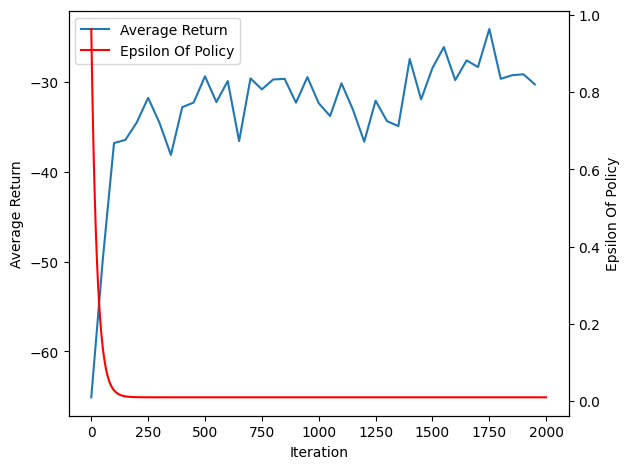 Average Return
Epsilon Of Policy
−30
−40
−50
−60
Average Return
1.0
0.8
0.6
0.4
0.2
0.0
Epsilon Of Policy
0 250 500 750 1000 1250 1500 1750 2000
Iteration